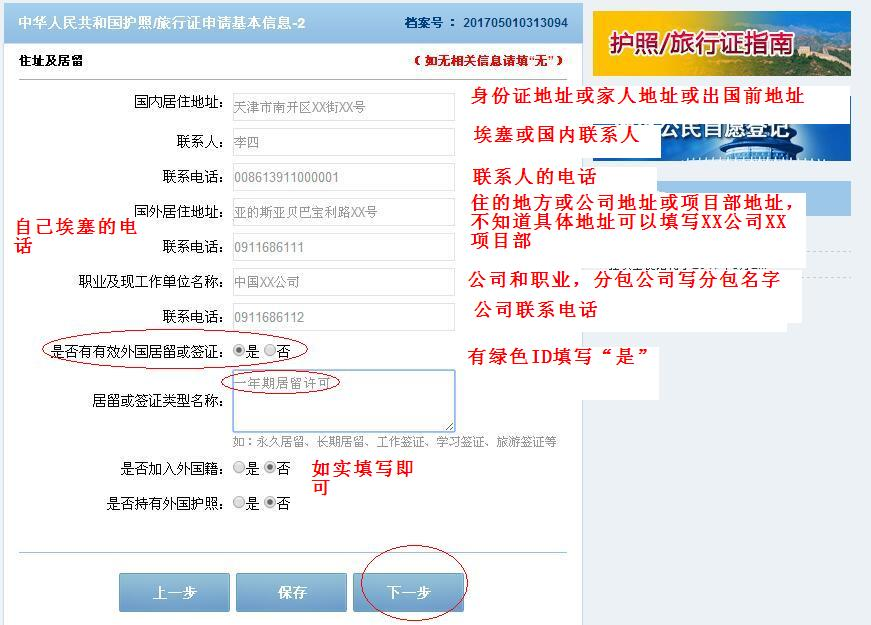 中华人民共和国护照/旅行证申请基本信息-2
档案号 : 201705010313094
护照/旅行证指南
住址及居留
( 如无相关信息请填“无” )
国内居住地址: 天津市南开区XX街XX号
身份证地址或家人地址或出国前地址
联系人: 李四
埃塞或国内联系人
公民自愿登记
联系电话: 008613911000001
联系人的电话
国外居住地址: 亚的斯亚贝巴宝利路XX号
住的地方或公司地址或项目部地址,
不知道具体地址可以填写XX公司XX
项目部
自己埃塞的电
话
联系电话: 0911686111
职业及现工作单位名称: 中国XX公司
公司和职业, 分包公司写分包名字
联系电话: 0911686112
公司联系电话
是否有有效外国居留或签证: 是 否
有绿色ID填写“是”
居留或签证类型名称: 一年期居留许可
如：永久居留、长期居留、工作签证、学习签证、旅游签证等
是否加入外国籍: 是 否
如实填写即
可
是否持有外国护照: 是 否
上一步
保存
下一步